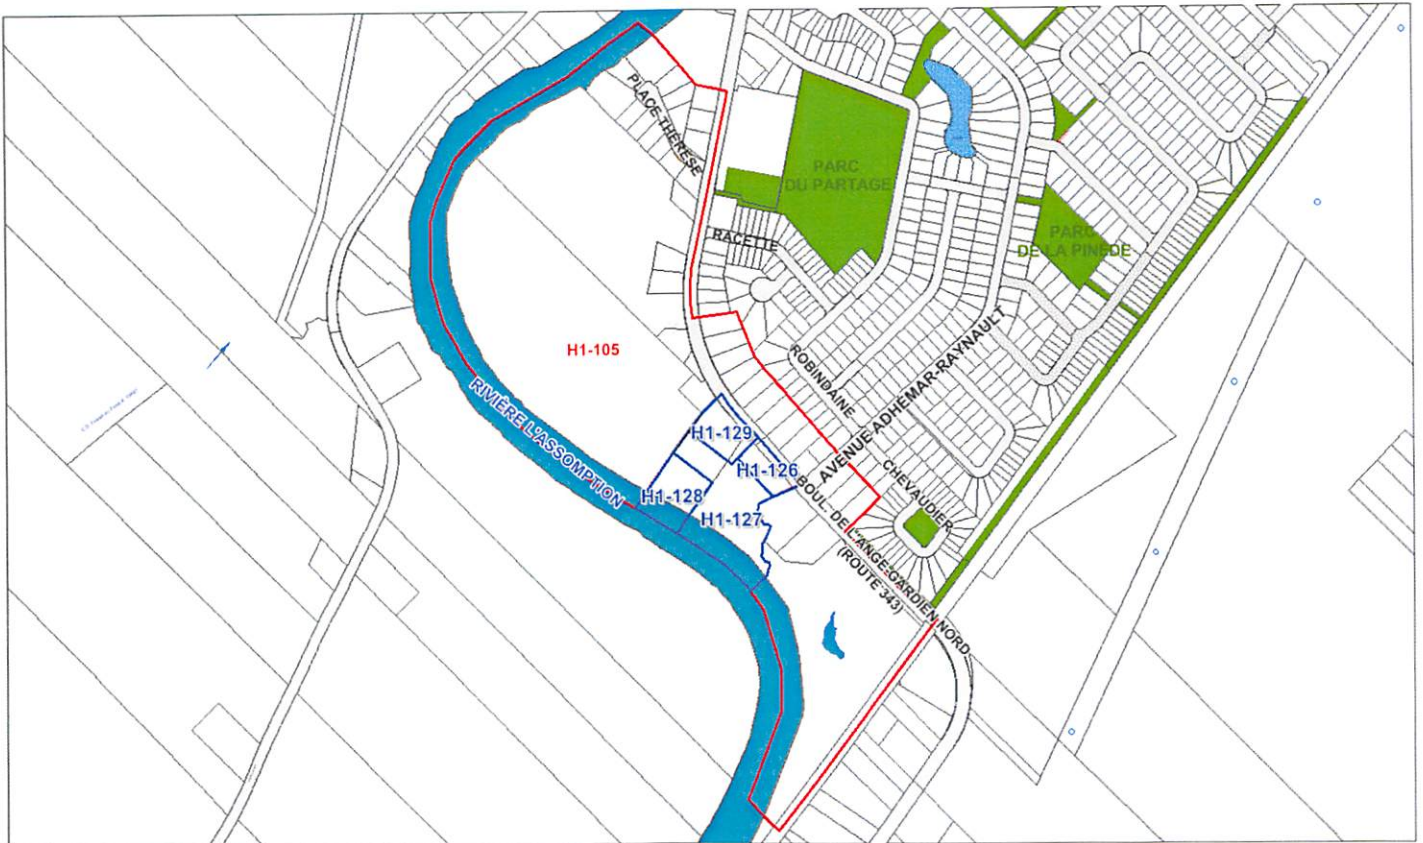 PLACE THÉRÈSE
PARC
DU PARTAGE
RACETTE
PARC
DE LA PINÈDE
H1-105
ROBINDAINE
AVENUE ADHÉMAR-RAYNAULT
RIVIÈRE L'ASSOMPTION
H1-129
H1-126
CHEVAUDIER
H1-128
H1-127
BOUL. DE L'ANGE-GARDIEN NORD
(ROUTE 343)